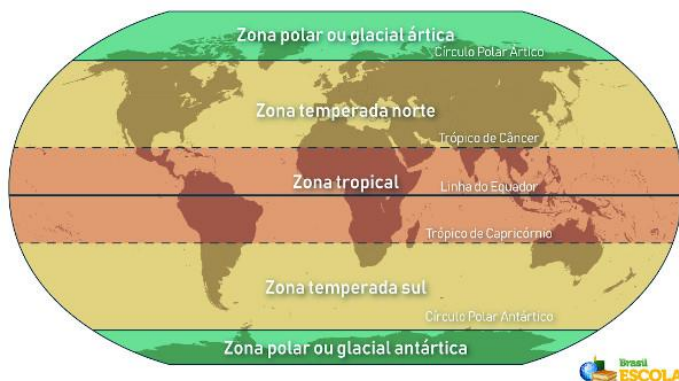 Zona polar ou glacial ártica
Círculo Polar Ártico
Zona temperada norte
Trópico de Câncer
Zona tropical
Linha do Equador
Trópico de Capricórnio
Zona temperada sul
Círculo Polar Antártico
Zona polar ou glacial antártica
Brasil
ESCOLA